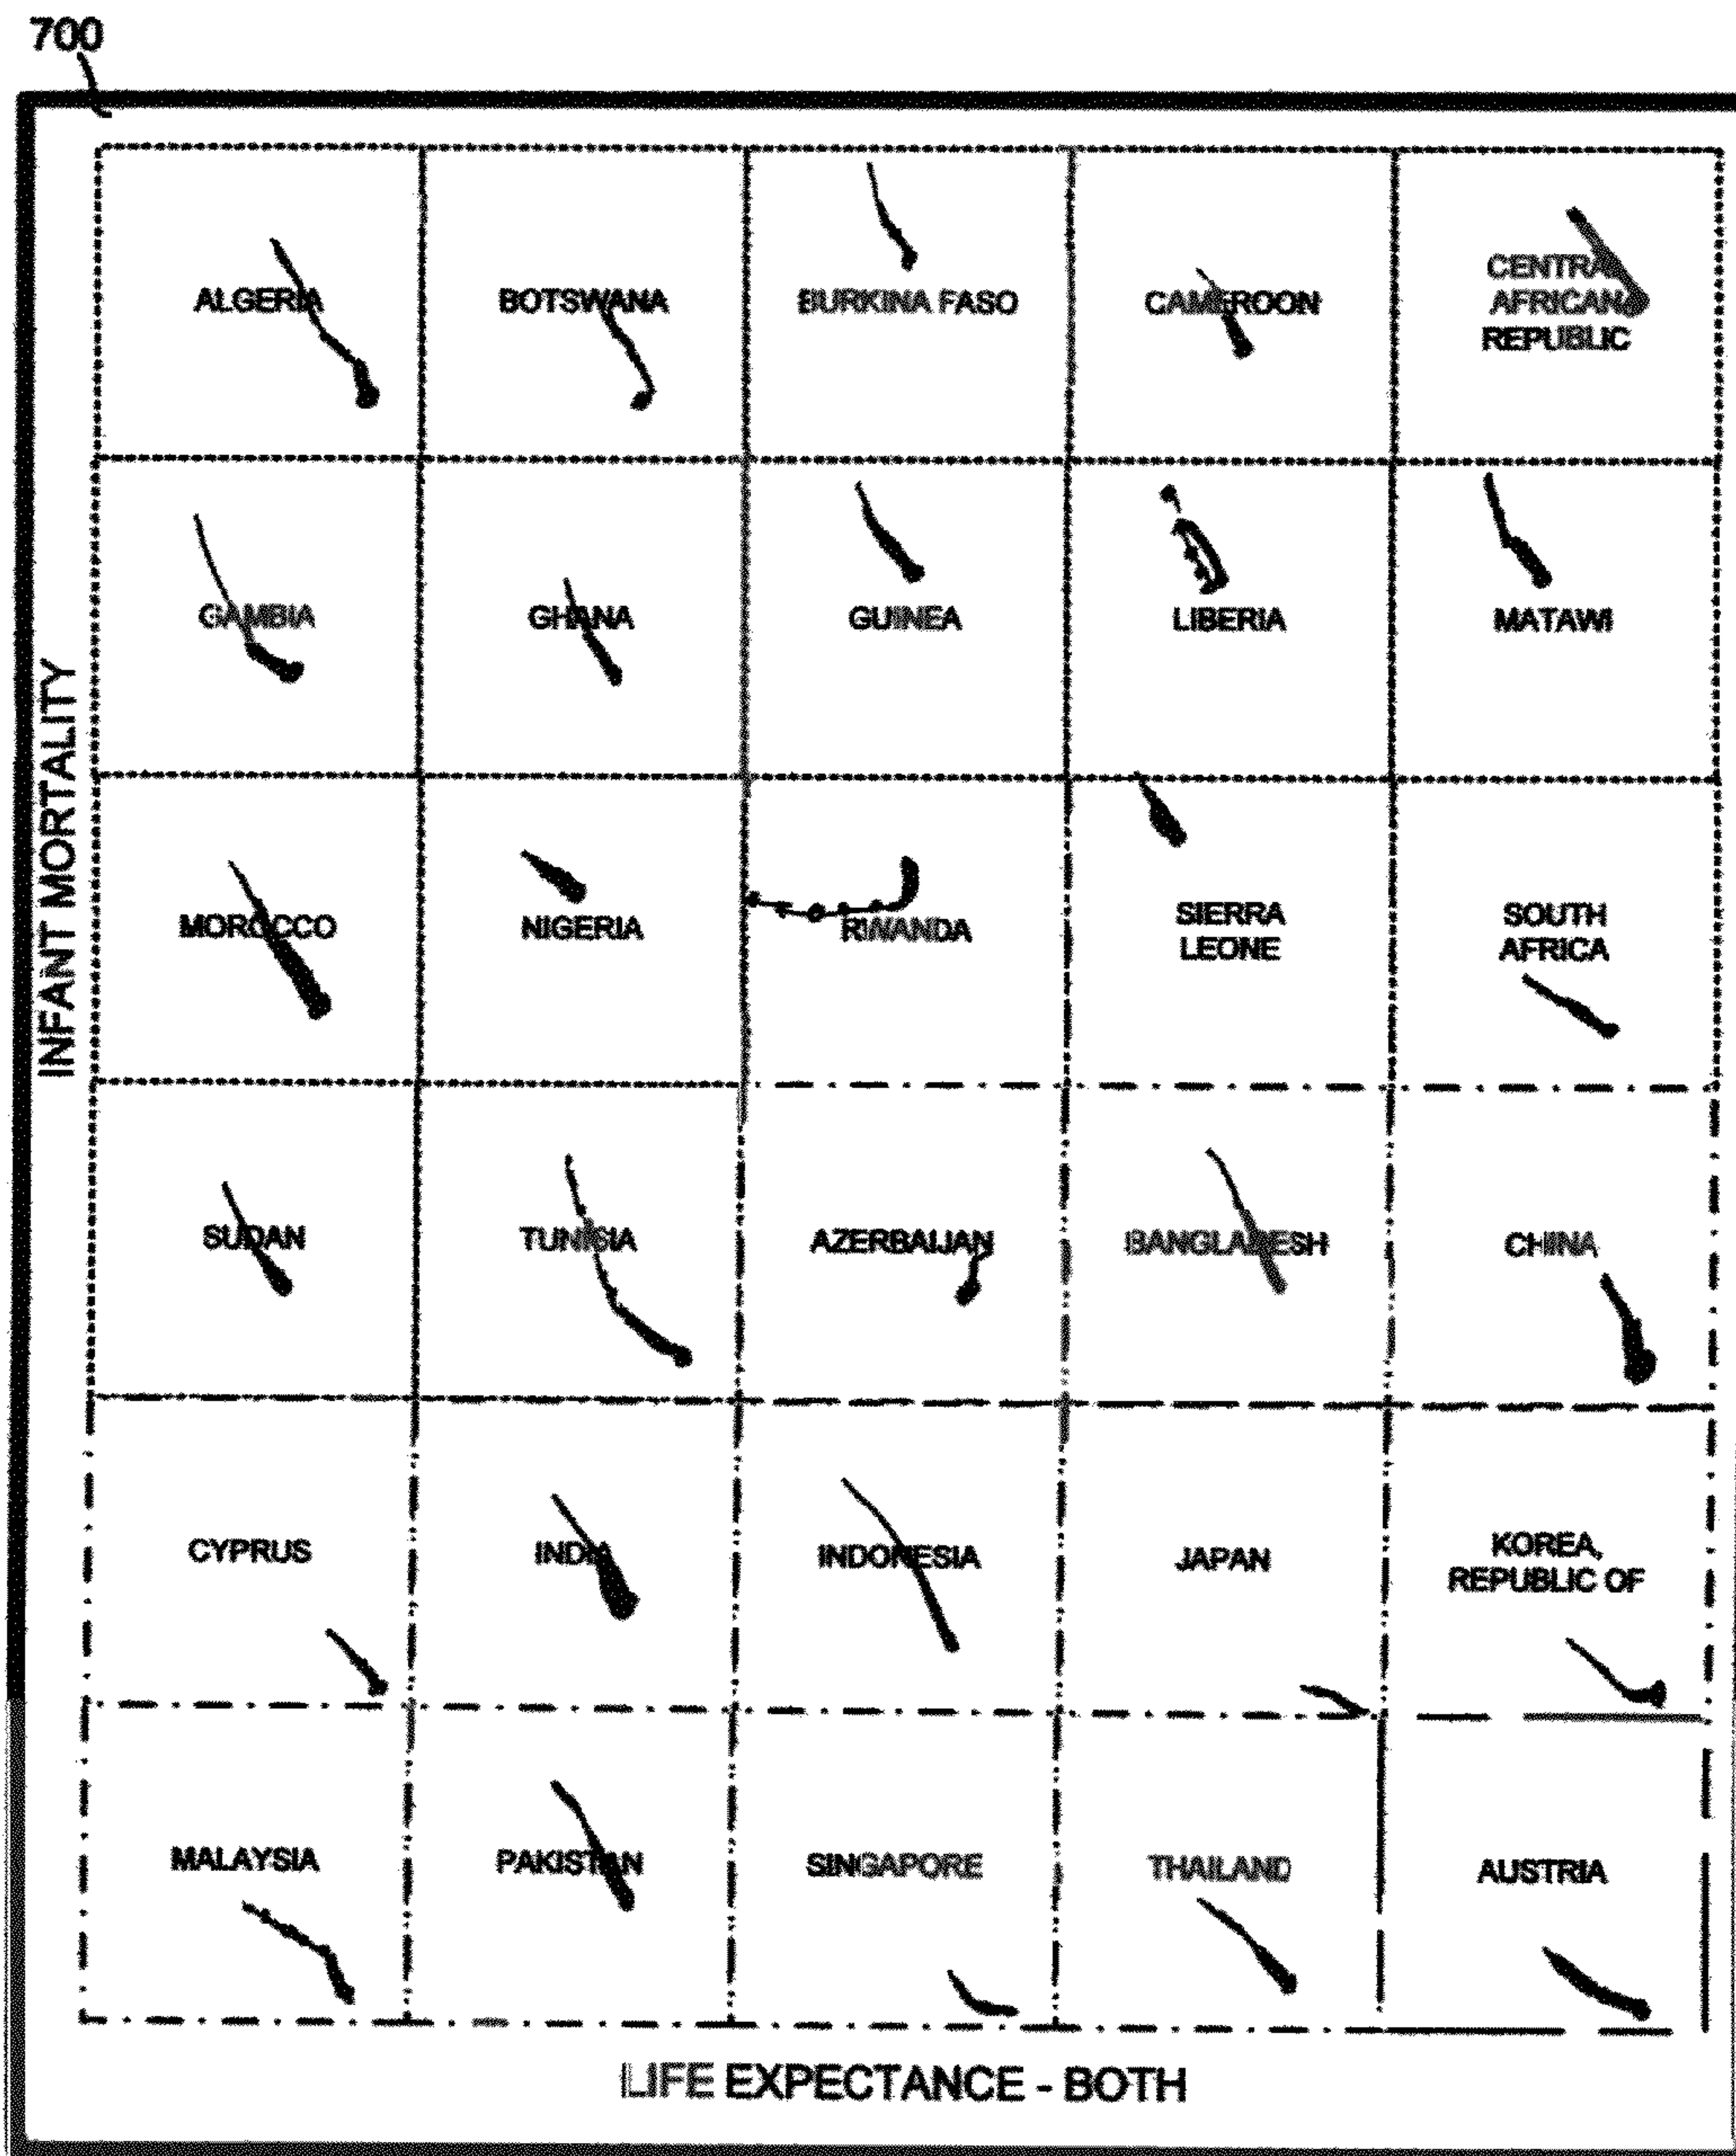 700
ALGERIA
BOTSWANA
BURKINA FASO
CAMEROON
CENTRAL
AFRICAN
REPUBLIC
GAMBIA
GHANA
GUINEA
LIBERIA
MATAWI
INFANT MORTALITY
MOROCCO
NIGERIA
RWANDA
SIERRA
LEONE
SOUTH
AFRICA
SUDAN
TUNISIA
AZERBAIJAN
BANGLADESH
CHINA
CYPRUS
INDIA
INDONESIA
JAPAN
KOREA,
REPUBLIC OF
MALAYSIA
PAKISTAN
SINGAPORE
THAILAND
AUSTRIA
LIFE EXPECTANCE - BOTH